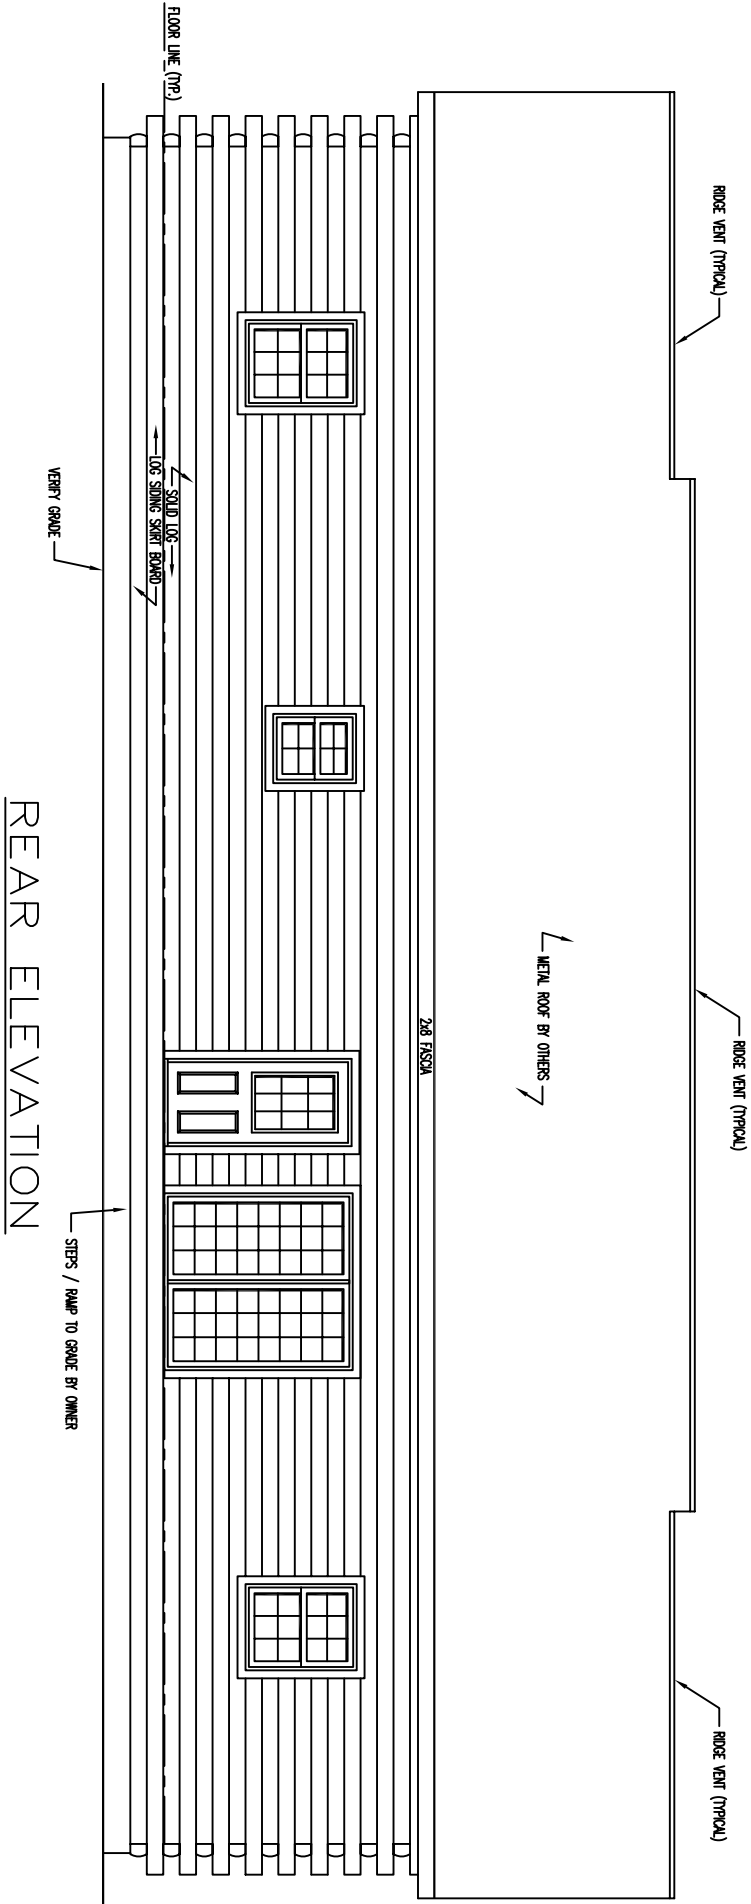 RIDGE VENT (TYPICAL)
RIDGE VENT (TYPICAL)
RIDGE VENT (TYPICAL)
METAL ROOF BY OTHERS
2x8 FASCIA
FLOOR LINE (TYP.)
SOLID LOG
LOG SIDING SKIRT BOARD
VERIFY GRADE
STEPS / RAMP TO GRADE BY OWNER
REAR ELEVATION